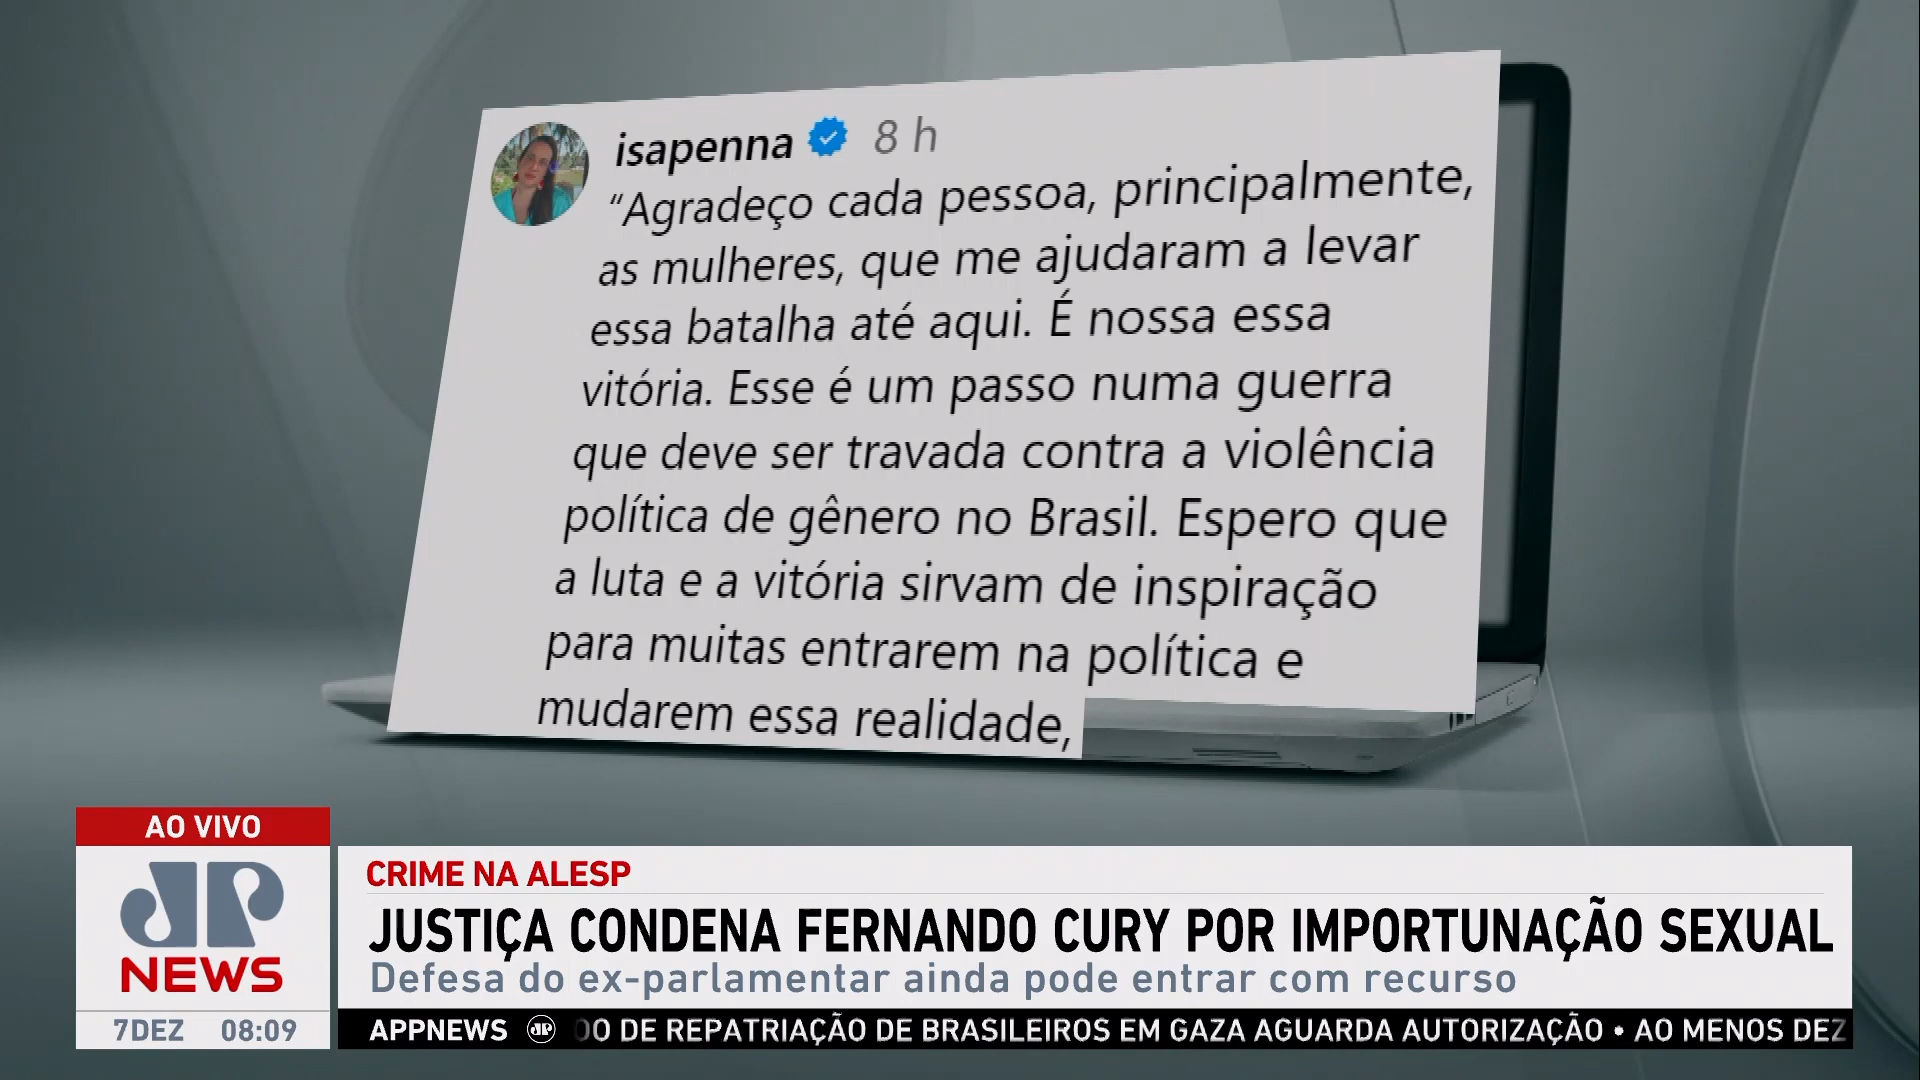 isapenna 8 h
“Agradeço cada pessoa, principalmente,
as mulheres, que me ajudaram a levar
essa batalha até aqui. É nossa essa
vitória. Esse é um passo numa guerra
que deve ser travada contra a violência
política de gênero no Brasil. Espero que
a luta e a vitória sirvam de inspiração
para muitas entrarem na política e
mudarem essa realidade,
AO VIVO
JP
NEWS
7DEZ 08:09
CRIME NA ALESP
JUSTIÇA CONDENA FERNANDO CURY POR IMPORTUNAÇÃO SEXUAL
Defesa do ex-parlamentar ainda pode entrar com recurso
APPNEWS JP DE REPATRIAÇÃO DE BRASILEIROS EM GAZA AGUARDA AUTORIZAÇÃO • AO MENOS DEZ